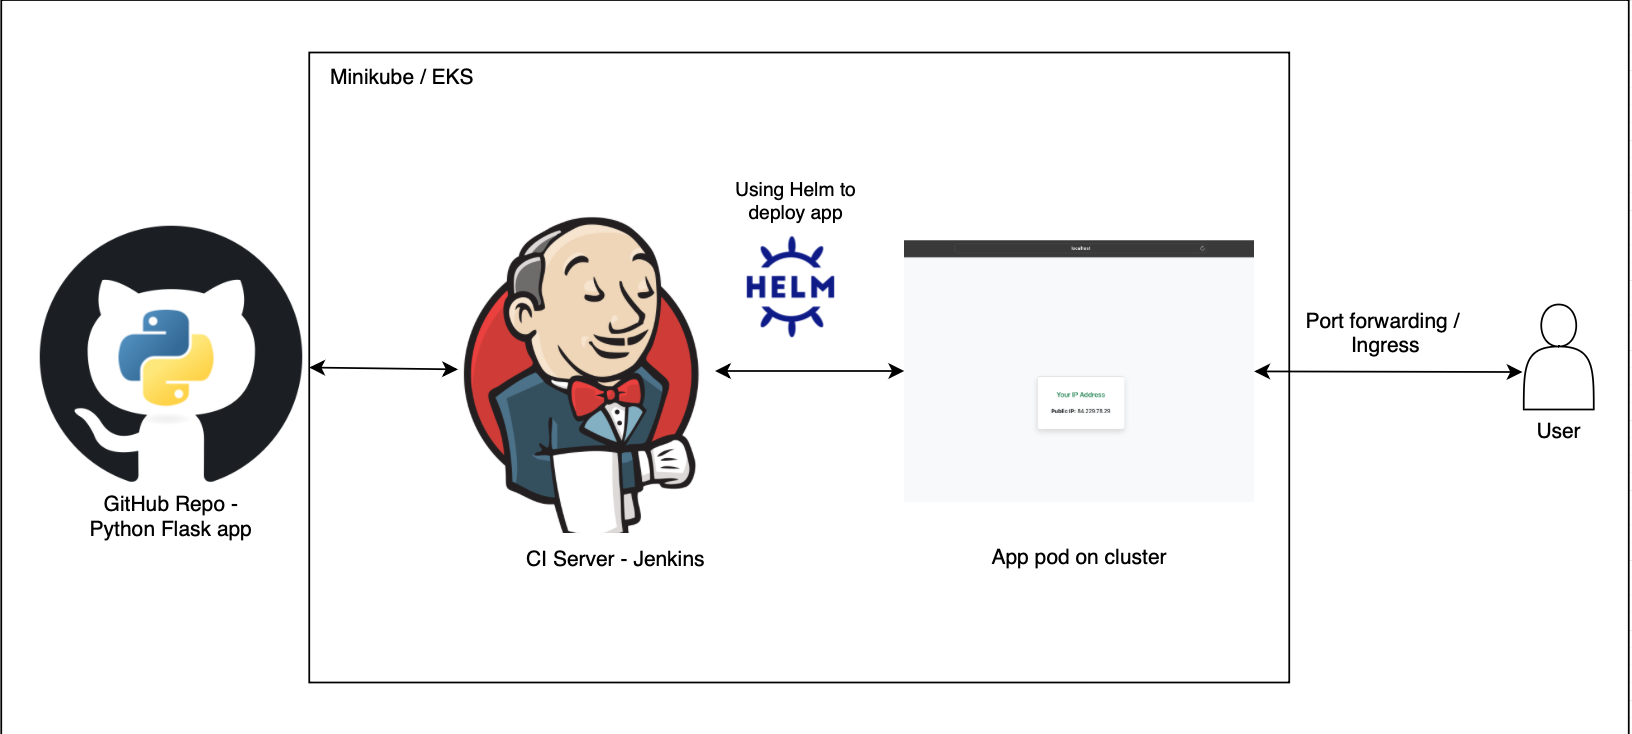 Minikube / EKS
Using Helm to
deploy app
HELM
localhost
Your IP Address
Public IP: 84.229.78.29
Port forwarding /
Ingress
User
GitHub Repo -
Python Flask app
CI Server - Jenkins
App pod on cluster